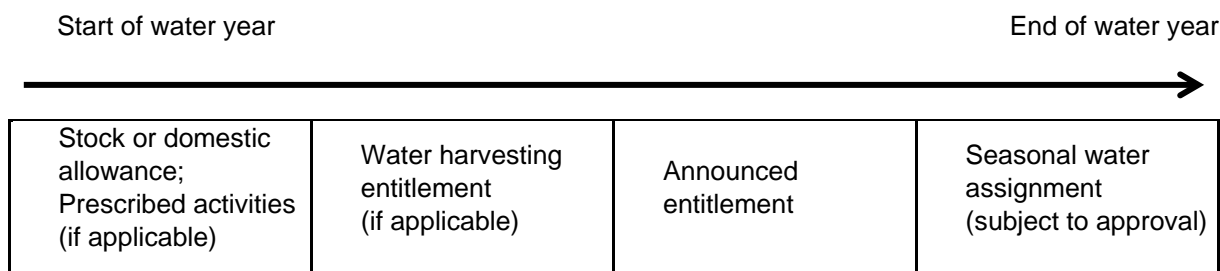 Start of water year
End of water year
Stock or domestic
allowance;
Prescribed activities
(if applicable)
Water harvesting
entitlement
(if applicable)
Announced
entitlement
Seasonal water
assignment
(subject to approval)